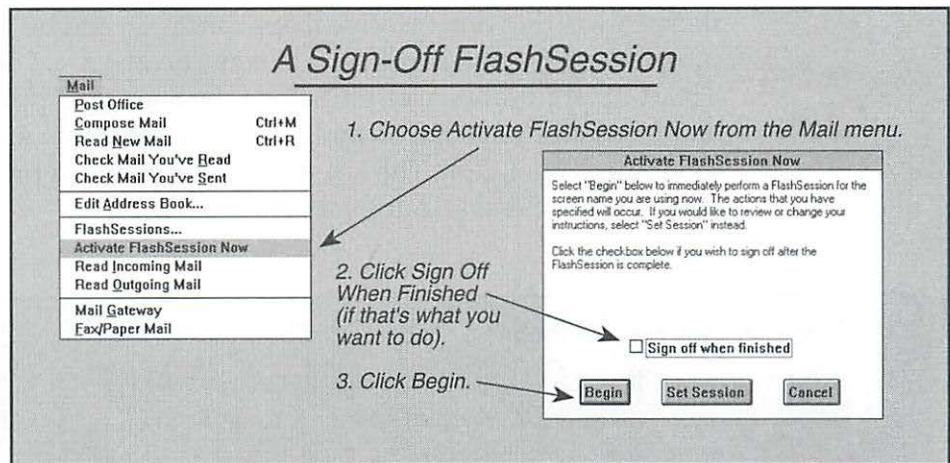 A Sign-Off FlashSession
Mail
Post Office
Compose Mail Ctrl+M
Read New Mail Ctrl+R
Check Mail You've Read
Check Mail You've Sent
Edit Address Book...
FlashSessions...
Activate FlashSession Now
Read Incoming Mail
Read Outgoing Mail
Mail Gateway
Fax/Paper Mail
1. Choose Activate FlashSession Now from the Mail menu.
2. Click Sign Off
When Finished
(if that's what you
want to do).
3. Click Begin.
Activate FlashSession Now
Select "Begin" below to immediately perform a FlashSession for the
screen name you are using now. The actions that you have
specified will occur. If you would like to review or change your
instructions, select "Set Session" instead.
Click the checkbox below if you wish to sign off after the
FlashSession is complete.
Sign off when finished
Begin Set Session Cancel